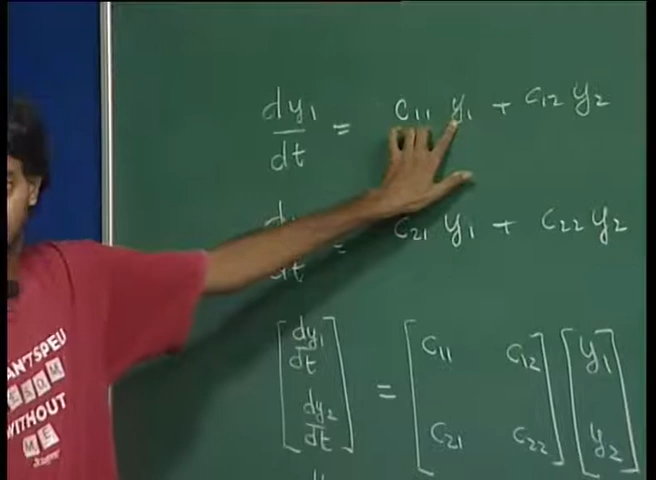 dy₁/dt = c₁₁ y₁ + c₁₂ y₂
= c₂₁ y₁ + c₂₂ y₂
[dy₁/dt dy₂/dt] = [c₁₁ c₁₂ c₂₁ c₂₂] [y₁ y₂]
WITHOUT
M E